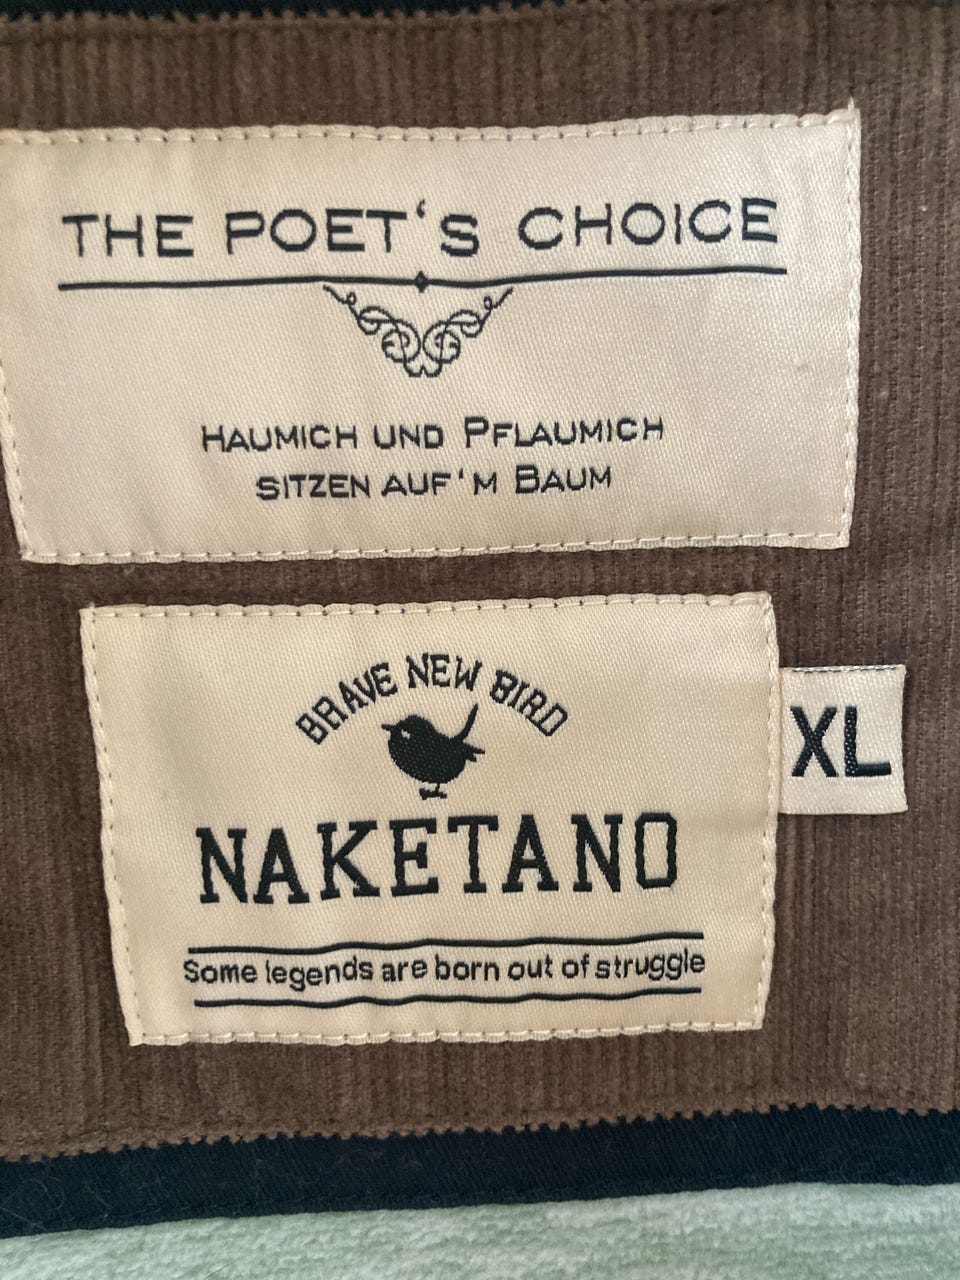 THE POET‘S CHOICE
HAUMICH UND PFLAUMICH
SITZEN AUF‘M BAUM
BRAVE NEW BIRD
NAKETANO
XL
Some legends are born out of struggle